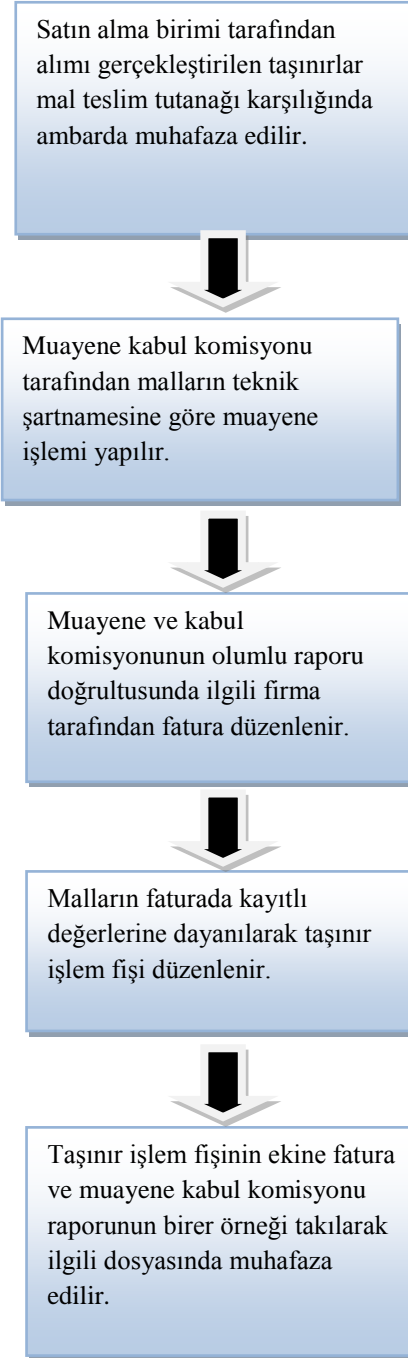 Satın alma birimi tarafından
alımı gerçekleştirilen taşınırlar
mal teslim tutanağı karşılığında
ambarda muhafaza edilir.
Muayene kabul komisyonu
tarafından malların teknik
şartnamesine göre muayene
işlemi yapılır.
Muayene ve kabul
komisyonunun olumlu raporu
doğrultusunda ilgili firma
tarafından fatura düzenlenir.
Malların faturada kayıtlı
değerlerine dayanılarak taşınır
işlem fişi düzenlenir.
Taşınır işlem fişinin ekine fatura
ve muayene kabul komisyonu
raporunun birer örneği takılarak
ilgili dosyasında muhafaza
edilir.